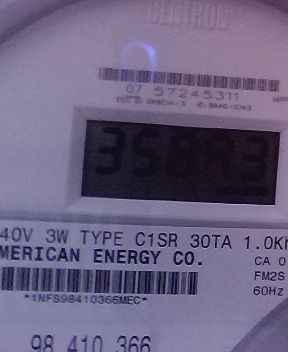 CENTRON
07 57245311
35893
40V 3W TYPE C1SR 30TA 1.0Kh
MERICAN ENERGY CO.
CA 0
FM2S
60Hz
*1NFS98410366MEC*
98 410 366